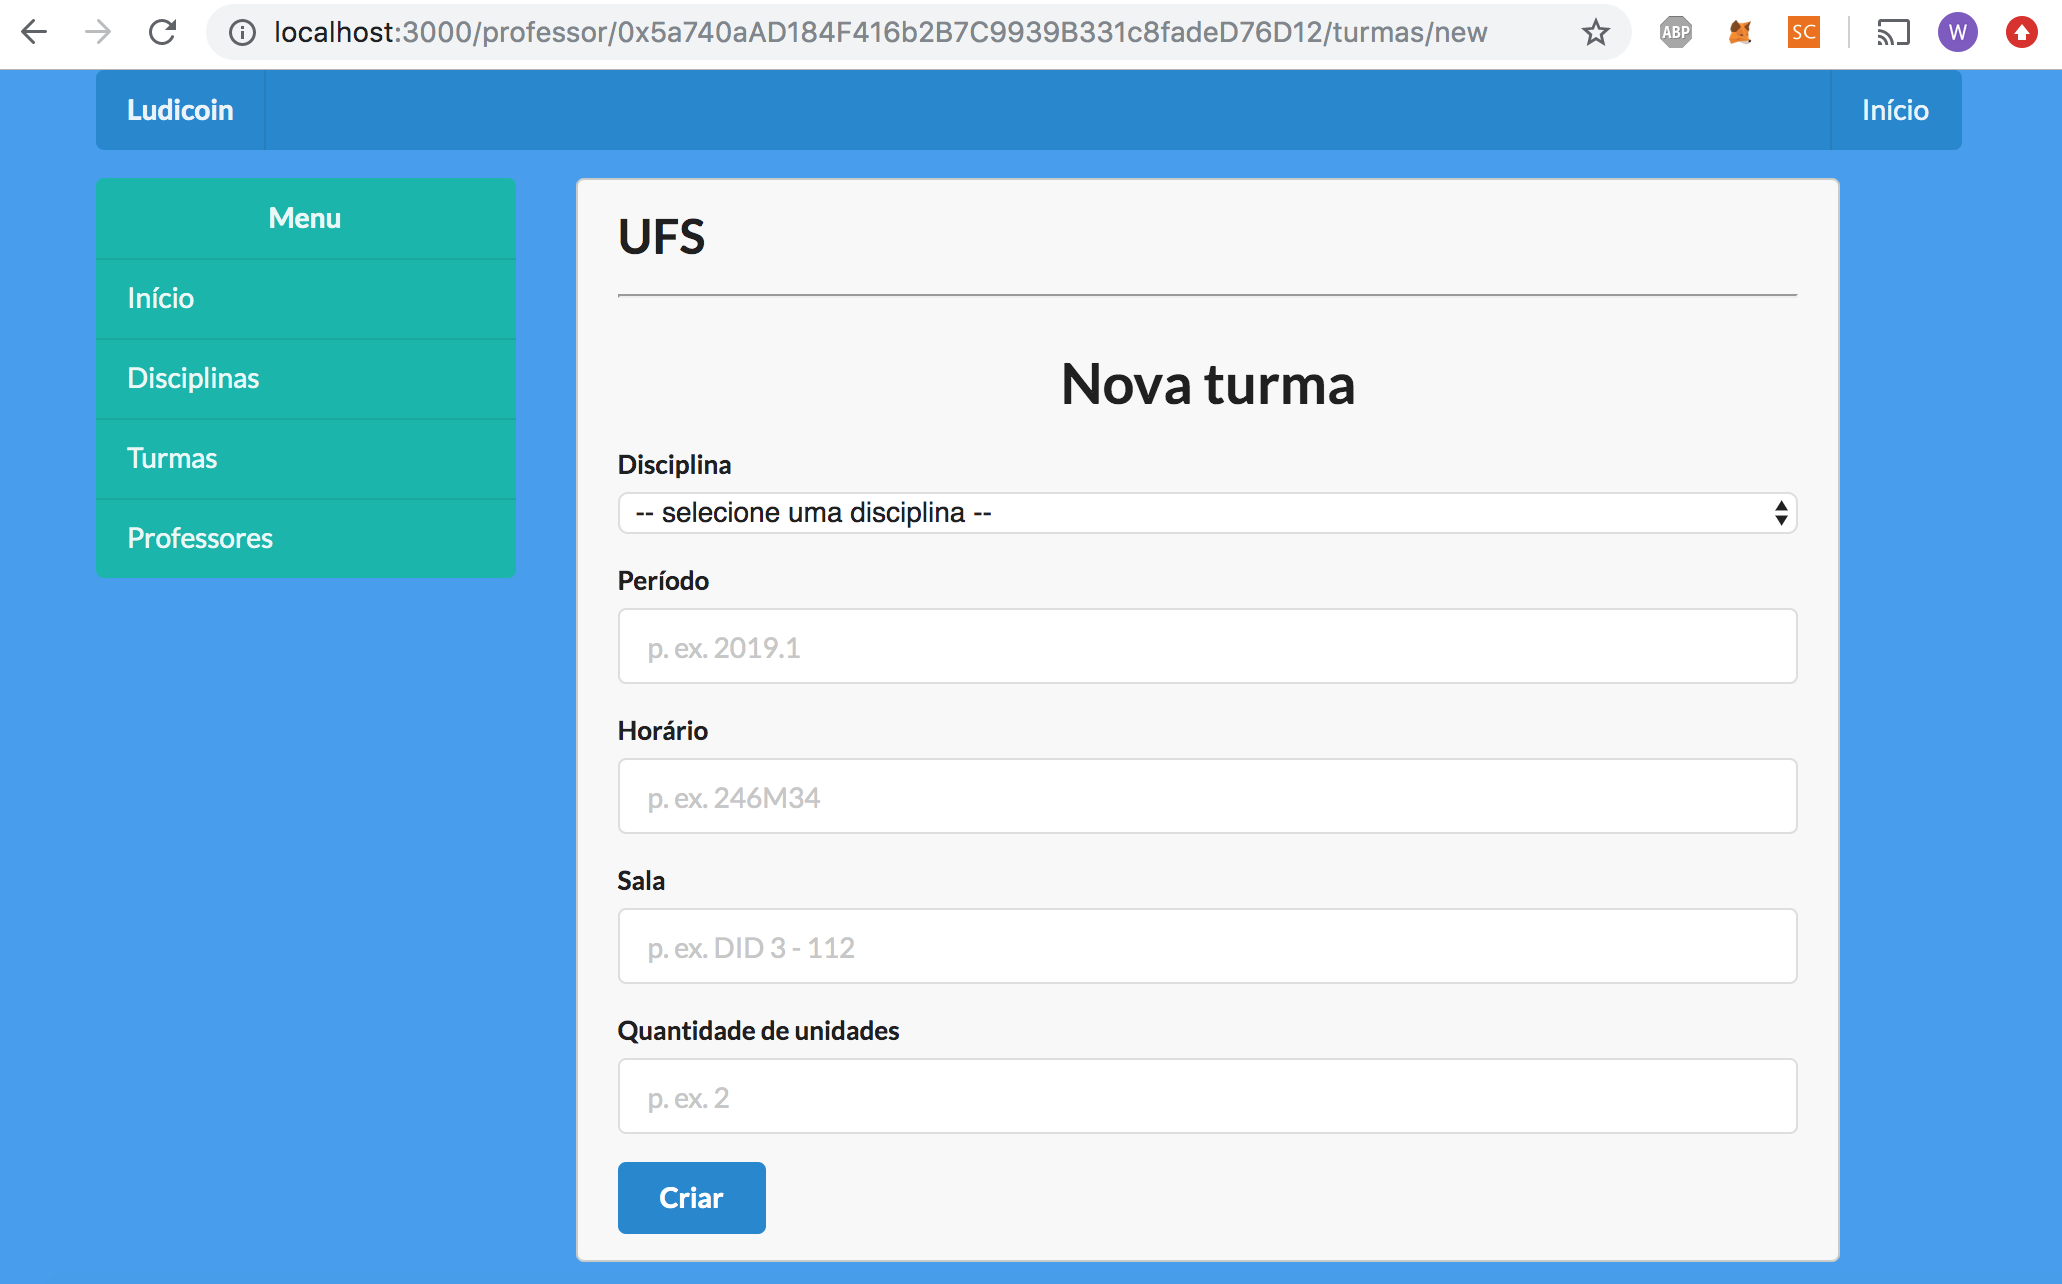 localhost:3000/professor/0x5a740aAD184F416b2B7C9939B331c8fadeD76D12/turmas/new
ABP
SC
W
Ludicoin
Início
Menu
Início
Disciplinas
Turmas
Professores
UFS
Nova turma
Disciplina
-- selecione uma disciplina --
Período
p. ex. 2019.1
Horário
p. ex. 246M34
Sala
p. ex. DID 3 - 112
Quantidade de unidades
p. ex. 2
Criar